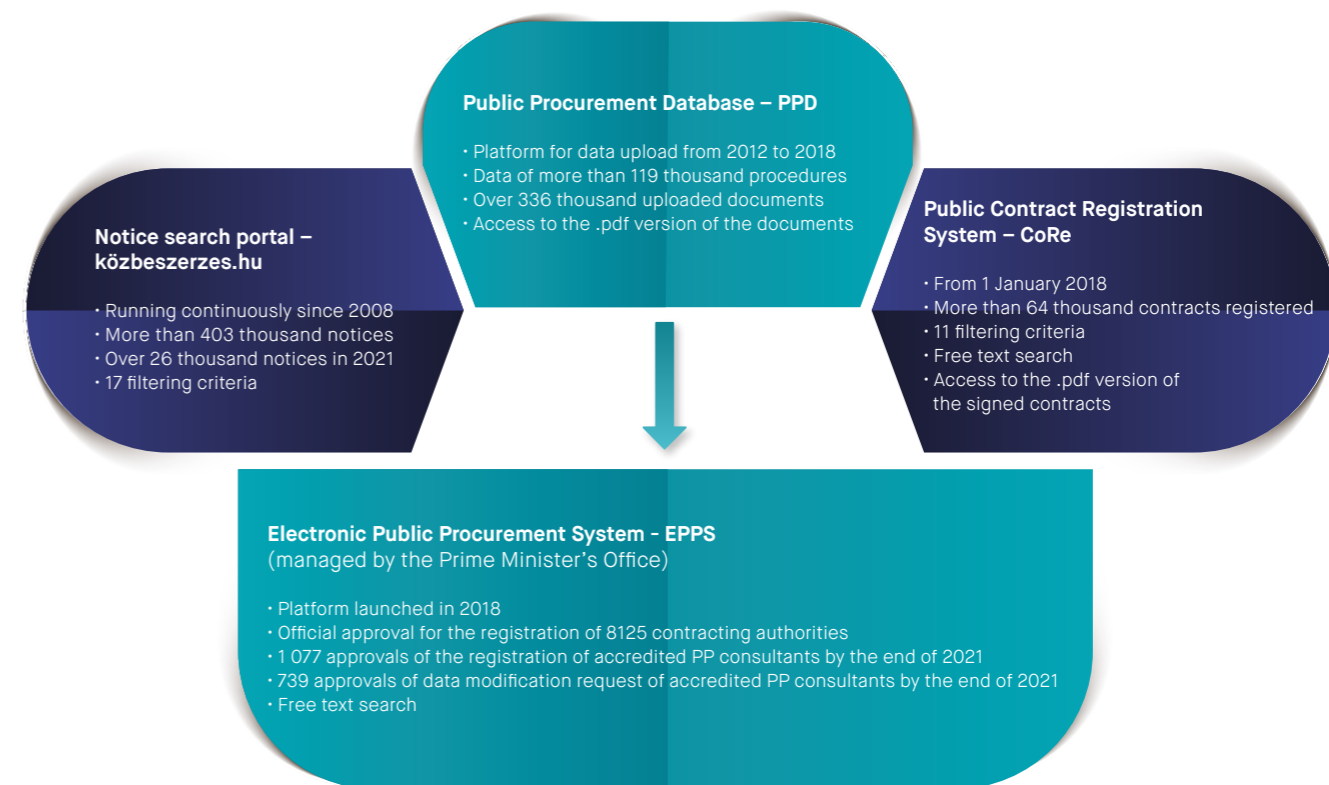 Public Procurement Database – PPD
• Platform for data upload from 2012 to 2018
• Data of more than 119 thousand procedures
• Over 336 thousand uploaded documents
• Access to the .pdf version of the documents
Notice search portal –
közbeszerzes.hu
• Running continuously since 2008
• More than 403 thousand notices
• Over 26 thousand notices in 2021
• 17 filtering criteria
Public Contract Registration
System – CoRe
• From 1 January 2018
• More than 64 thousand contracts registered
• 11 filtering criteria
• Free text search
• Access to the .pdf version of
the signed contracts
Electronic Public Procurement System - EPPS
(managed by the Prime Minister’s Office)
• Platform launched in 2018
• Official approval for the registration of 8125 contracting authorities
• 1 077 approvals of the registration of accredited PP consultants by the end of 2021
• 739 approvals of data modification request of accredited PP consultants by the end of 2021
• Free text search